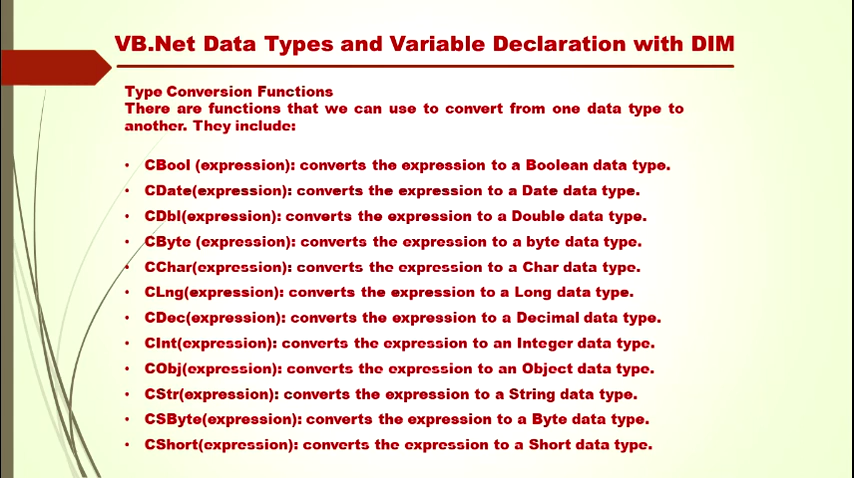 VB.Net Data Types and Variable Declaration with DIM
Type Conversion Functions
There are functions that we can use to convert from one data type to
another. They include:
• CBool (expression): converts the expression to a Boolean data type.
• CDate(expression): converts the expression to a Date data type.
• CDbl(expression): converts the expression to a Double data type.
• CByte (expression): converts the expression to a byte data type.
• CChar(expression): converts the expression to a Char data type.
• CLng(expression): converts the expression to a Long data type.
• CDec(expression): converts the expression to a Decimal data type.
• CInt(expression): converts the expression to an Integer data type.
• CObj(expression): converts the expression to an Object data type.
• CStr(expression): converts the expression to a String data type.
• CSByte(expression): converts the expression to a Byte data type.
• CShort(expression): converts the expression to a Short data type.